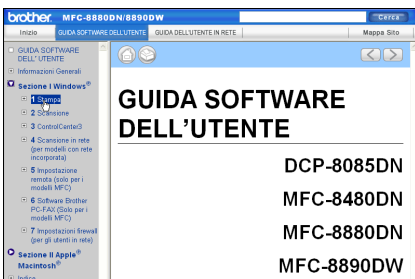 brother MFC-8880DN/8890DW
Cerca
Inizio
GUIDA SOFTWARE DELL'UTENTE
GUIDA DELL'UTENTE IN RETE
Mappa Sito
GUIDA SOFTWARE
DELL' UTENTE
Informazioni Generali
Sezione I Windows®
1 Stampa
2 Scansione
3 ControlCenter3
4 Scansione in rete
(per modelli con rete
incorporata)
5 Impostazione
remota (solo per i
modelli MFC)
6 Software Brother
PC-FAX (Solo per i
modelli MFC)
7 Impostazioni firewall
(per gli utenti in rete)
Sezione II Apple®
Macintosh®
Indice
GUIDA SOFTWARE
DELL'UTENTE
DCP-8085DN
MFC-8480DN
MFC-8880DN
MFC-8890DW